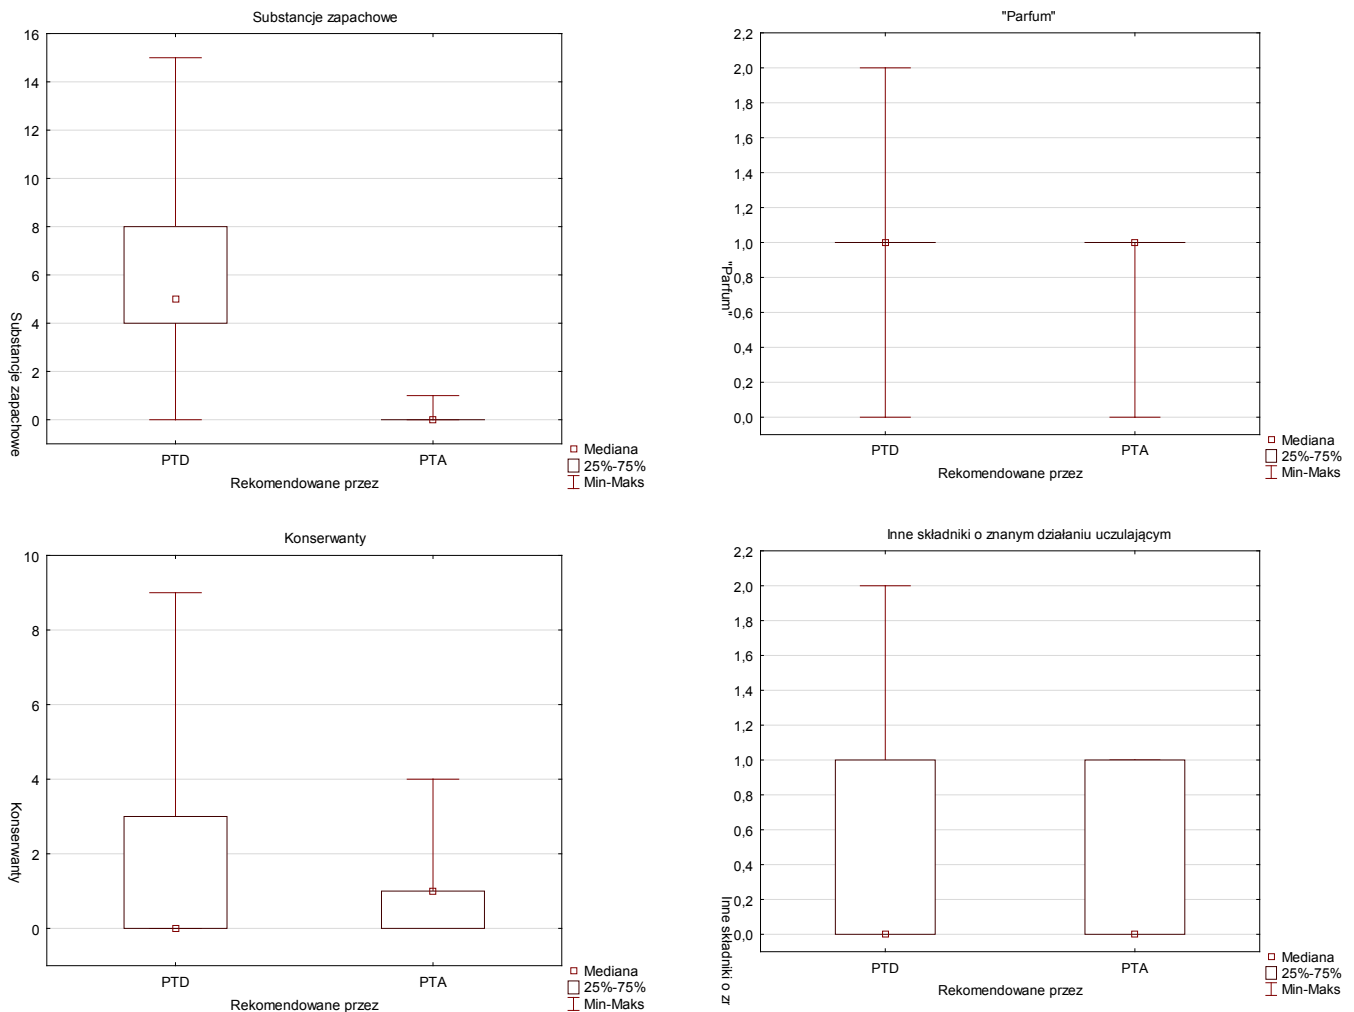 Substancje zapachowe
16
14
12
10
8
6
4
2
0
Substancje zapachowe
PTD
PTA
Rekomendowane przez
Mediana
25%-75%
Min-Maks
"Parfum"
2,2
2,0
1,8
1,6
1,4
1,2
1,0
0,8
0,6
0,4
0,2
0,0
"Parfum"
PTD
PTA
Rekomendowane przez
Mediana
25%-75%
Min-Maks
Konserwanty
10
8
6
4
2
0
Konserwanty
PTD
PTA
Rekomendowane przez
Mediana
25%-75%
Min-Maks
Inne składniki o znanym działaniu uczulającym
2,2
2,0
1,8
1,6
1,4
1,2
1,0
0,8
0,6
0,4
0,2
0,0
Inne składniki o zr
PTD
PTA
Rekomendowane przez
Mediana
25%-75%
Min-Maks